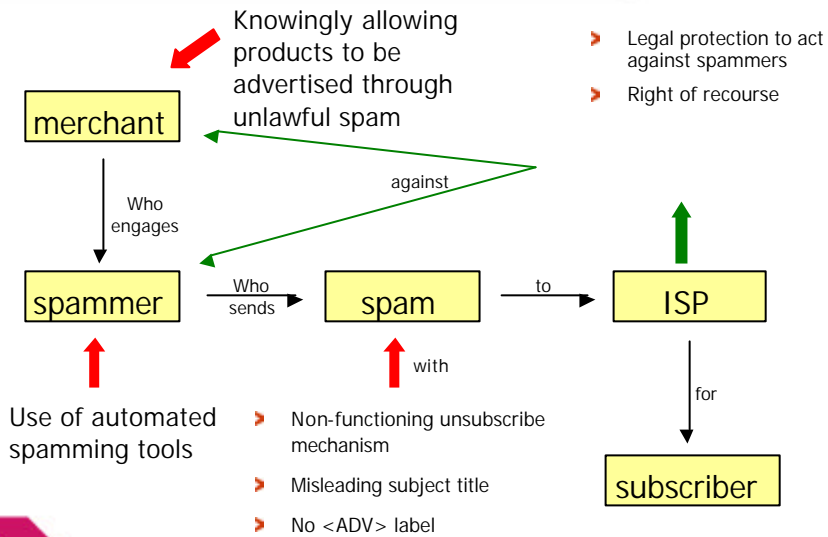 Knowingly allowing
products to be
advertised through
unlawful spam
Legal protection to act
against spammers
Right of recourse
merchant
against
Who
engages
spammer
Who
sends
spam
to
ISP
with
for
Use of automated
spamming tools
Non-functioning unsubscribe
mechanism
Misleading subject title
No <ADV> label
subscriber